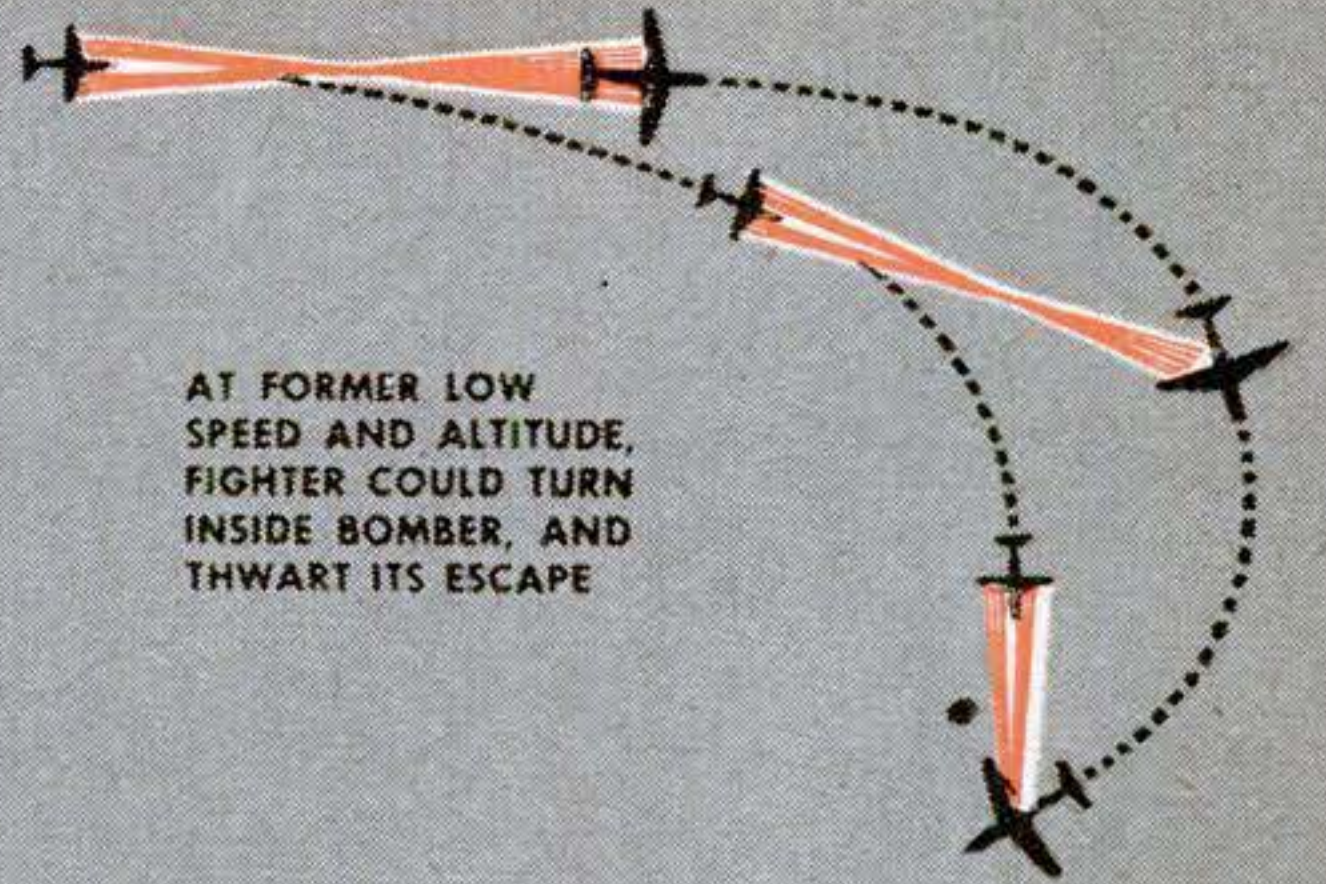 AT FORMER LOW
SPEED AND ALTITUDE,
FIGHTER COULD TURN
INSIDE BOMBER, AND
THWART ITS ESCAPE